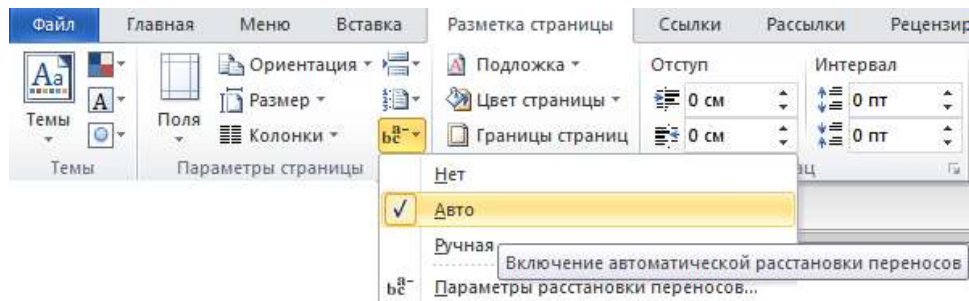 Файл Главная Меню Вставка Разметка страницы Ссылки Рассылки Рецензир
Ориентация Подложка Отступ Интервал
Размер Цвет страницы 0 см 0 пт
Темы Поля Колонки Границы страниц 0 см 0 пт
Темы Параметры страницы ац
Нет
Авто
Ручная
Включение автоматической расстановки переносов
Параметры расстановки переносов...